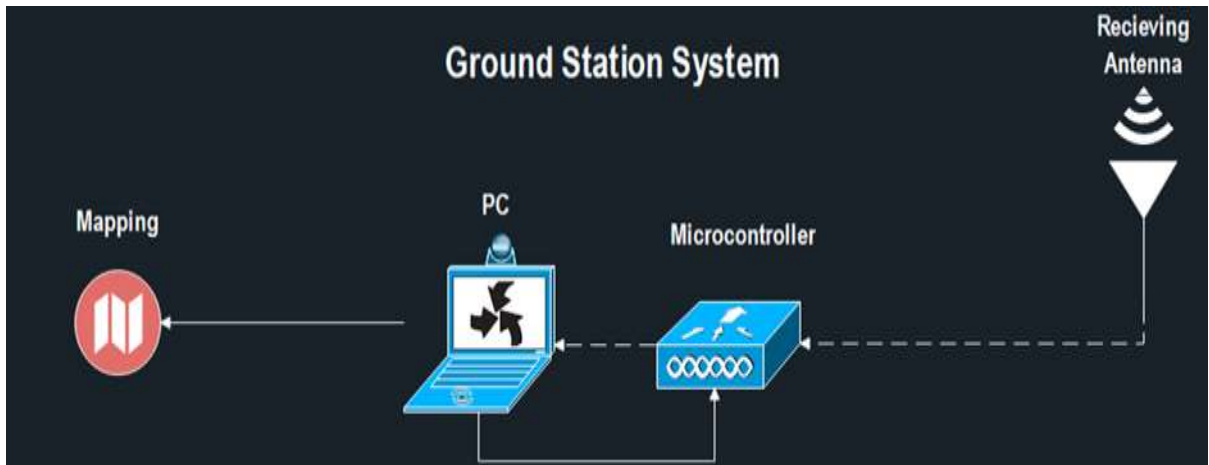 Ground Station System
Recieving
Antenna
Mapping
PC
Microcontroller